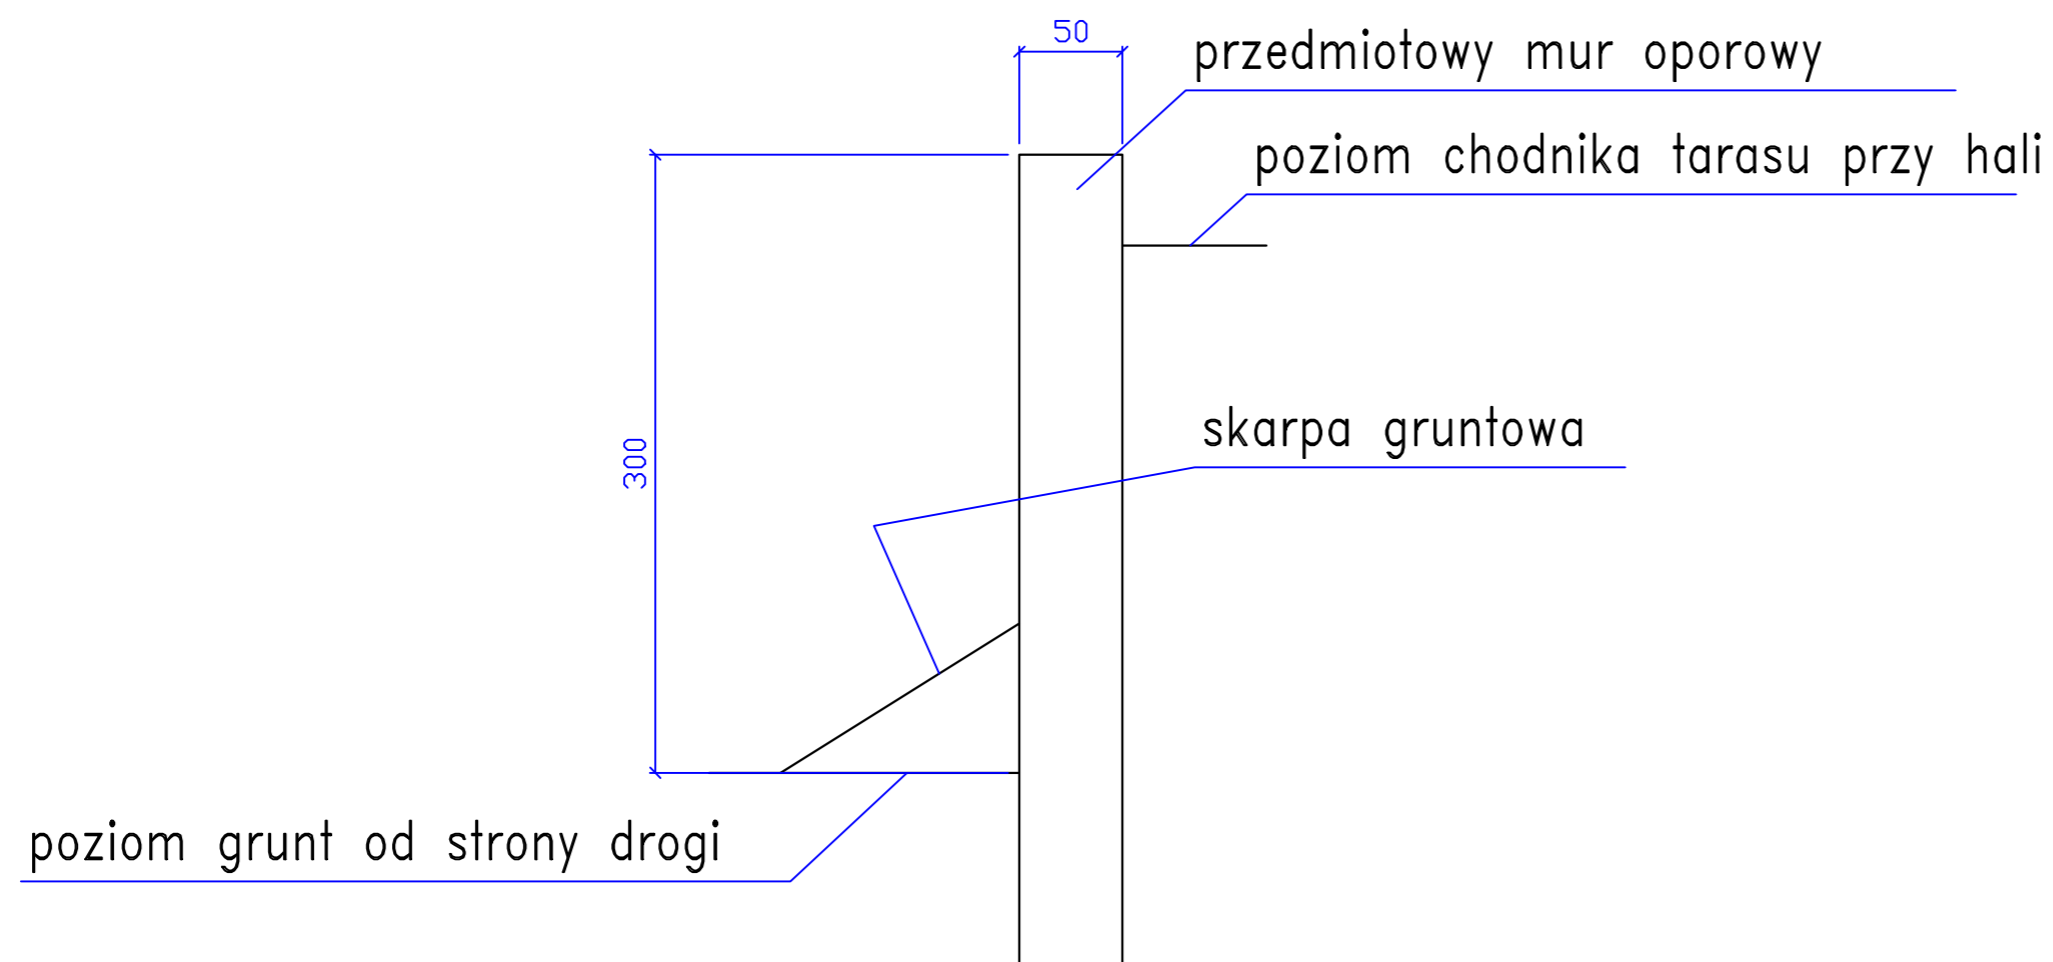 50
przedmiotowy mur oporowy
poziom chodnika tarasu przy hali
300
skarpa gruntowa
poziom grunt od strony drogi